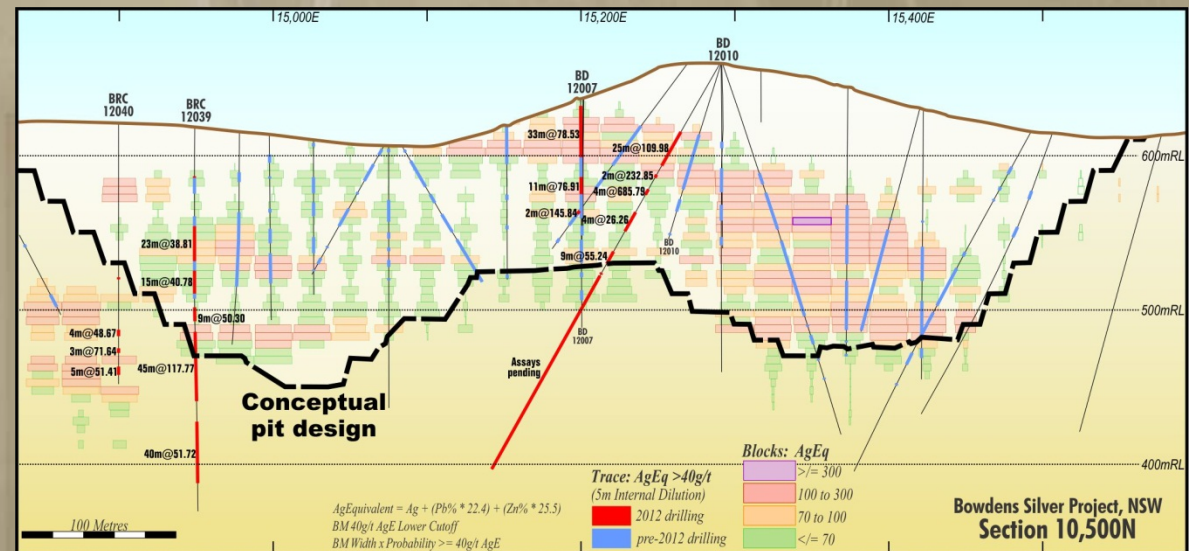 15,000E
15,200E
15,400E
BRC
12040
BRC
12039
BD
12007
BD
12010
33m@78.53
25m@109.98
2m@232.85
11m@76.91
4m@685.79
2m@145.84
4m@26.26
BD
12010
9m@55.24
23m@38.81
15m@40.78
9m@50.30
4m@48.67
3m@71.64
5m@51.41
45m@117.77
40m@51.72
BD
12007
Assays
pending
600mRL
500mRL
400mRL
Conceptual
pit design
100 Metres
AgEquivalent = Ag + (Pb% * 22.4) + (Zn% * 25.5)
BM 40g/t AgE Lower Cutoff
BM Width x Probability >= 40g/t AgE
Trace: AgEq >40g/t
(5m Internal Dilution)
2012 drilling
pre-2012 drilling
Blocks: AgEq
>/= 300
100 to 300
70 to 100
</= 70
Bowdens Silver Project, NSW
Section 10,500N